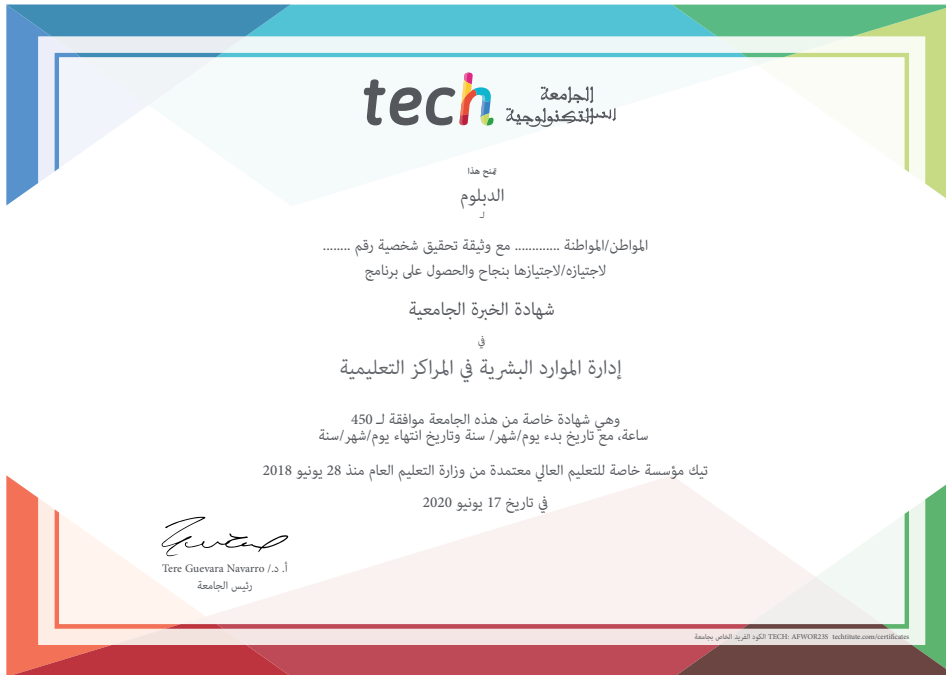 tech الجامعة
التكنولوجية
يمنح هذا
الدبلوم
لـ
المواطن/المواطنة ............ مع وثيقة تحقيق شخصية رقم ........
لاجتيازه/لاجتيازها بنجاح والحصول على برنامج
شهادة الخبرة الجامعية
في
إدارة الموارد البشرية في المراكز التعليمية
وهي شهادة خاصة من هذه الجامعة موافقة لـ 450
ساعة، مع تاريخ بدء يوم/شهر/ سنة وتاريخ انتهاء يوم/شهر/سنة
تيك مؤسسة خاصة للتعليم العالي معتمدة من وزارة التعليم العام منذ 28 يونيو 2018
في تاريخ 17 يونيو 2020
أ. د./ Tere Guevara Navarro
رئيس الجامعة
الكود الفريد الخاص بجامعة TECH: AFWOR23S techtitute.com/certificates